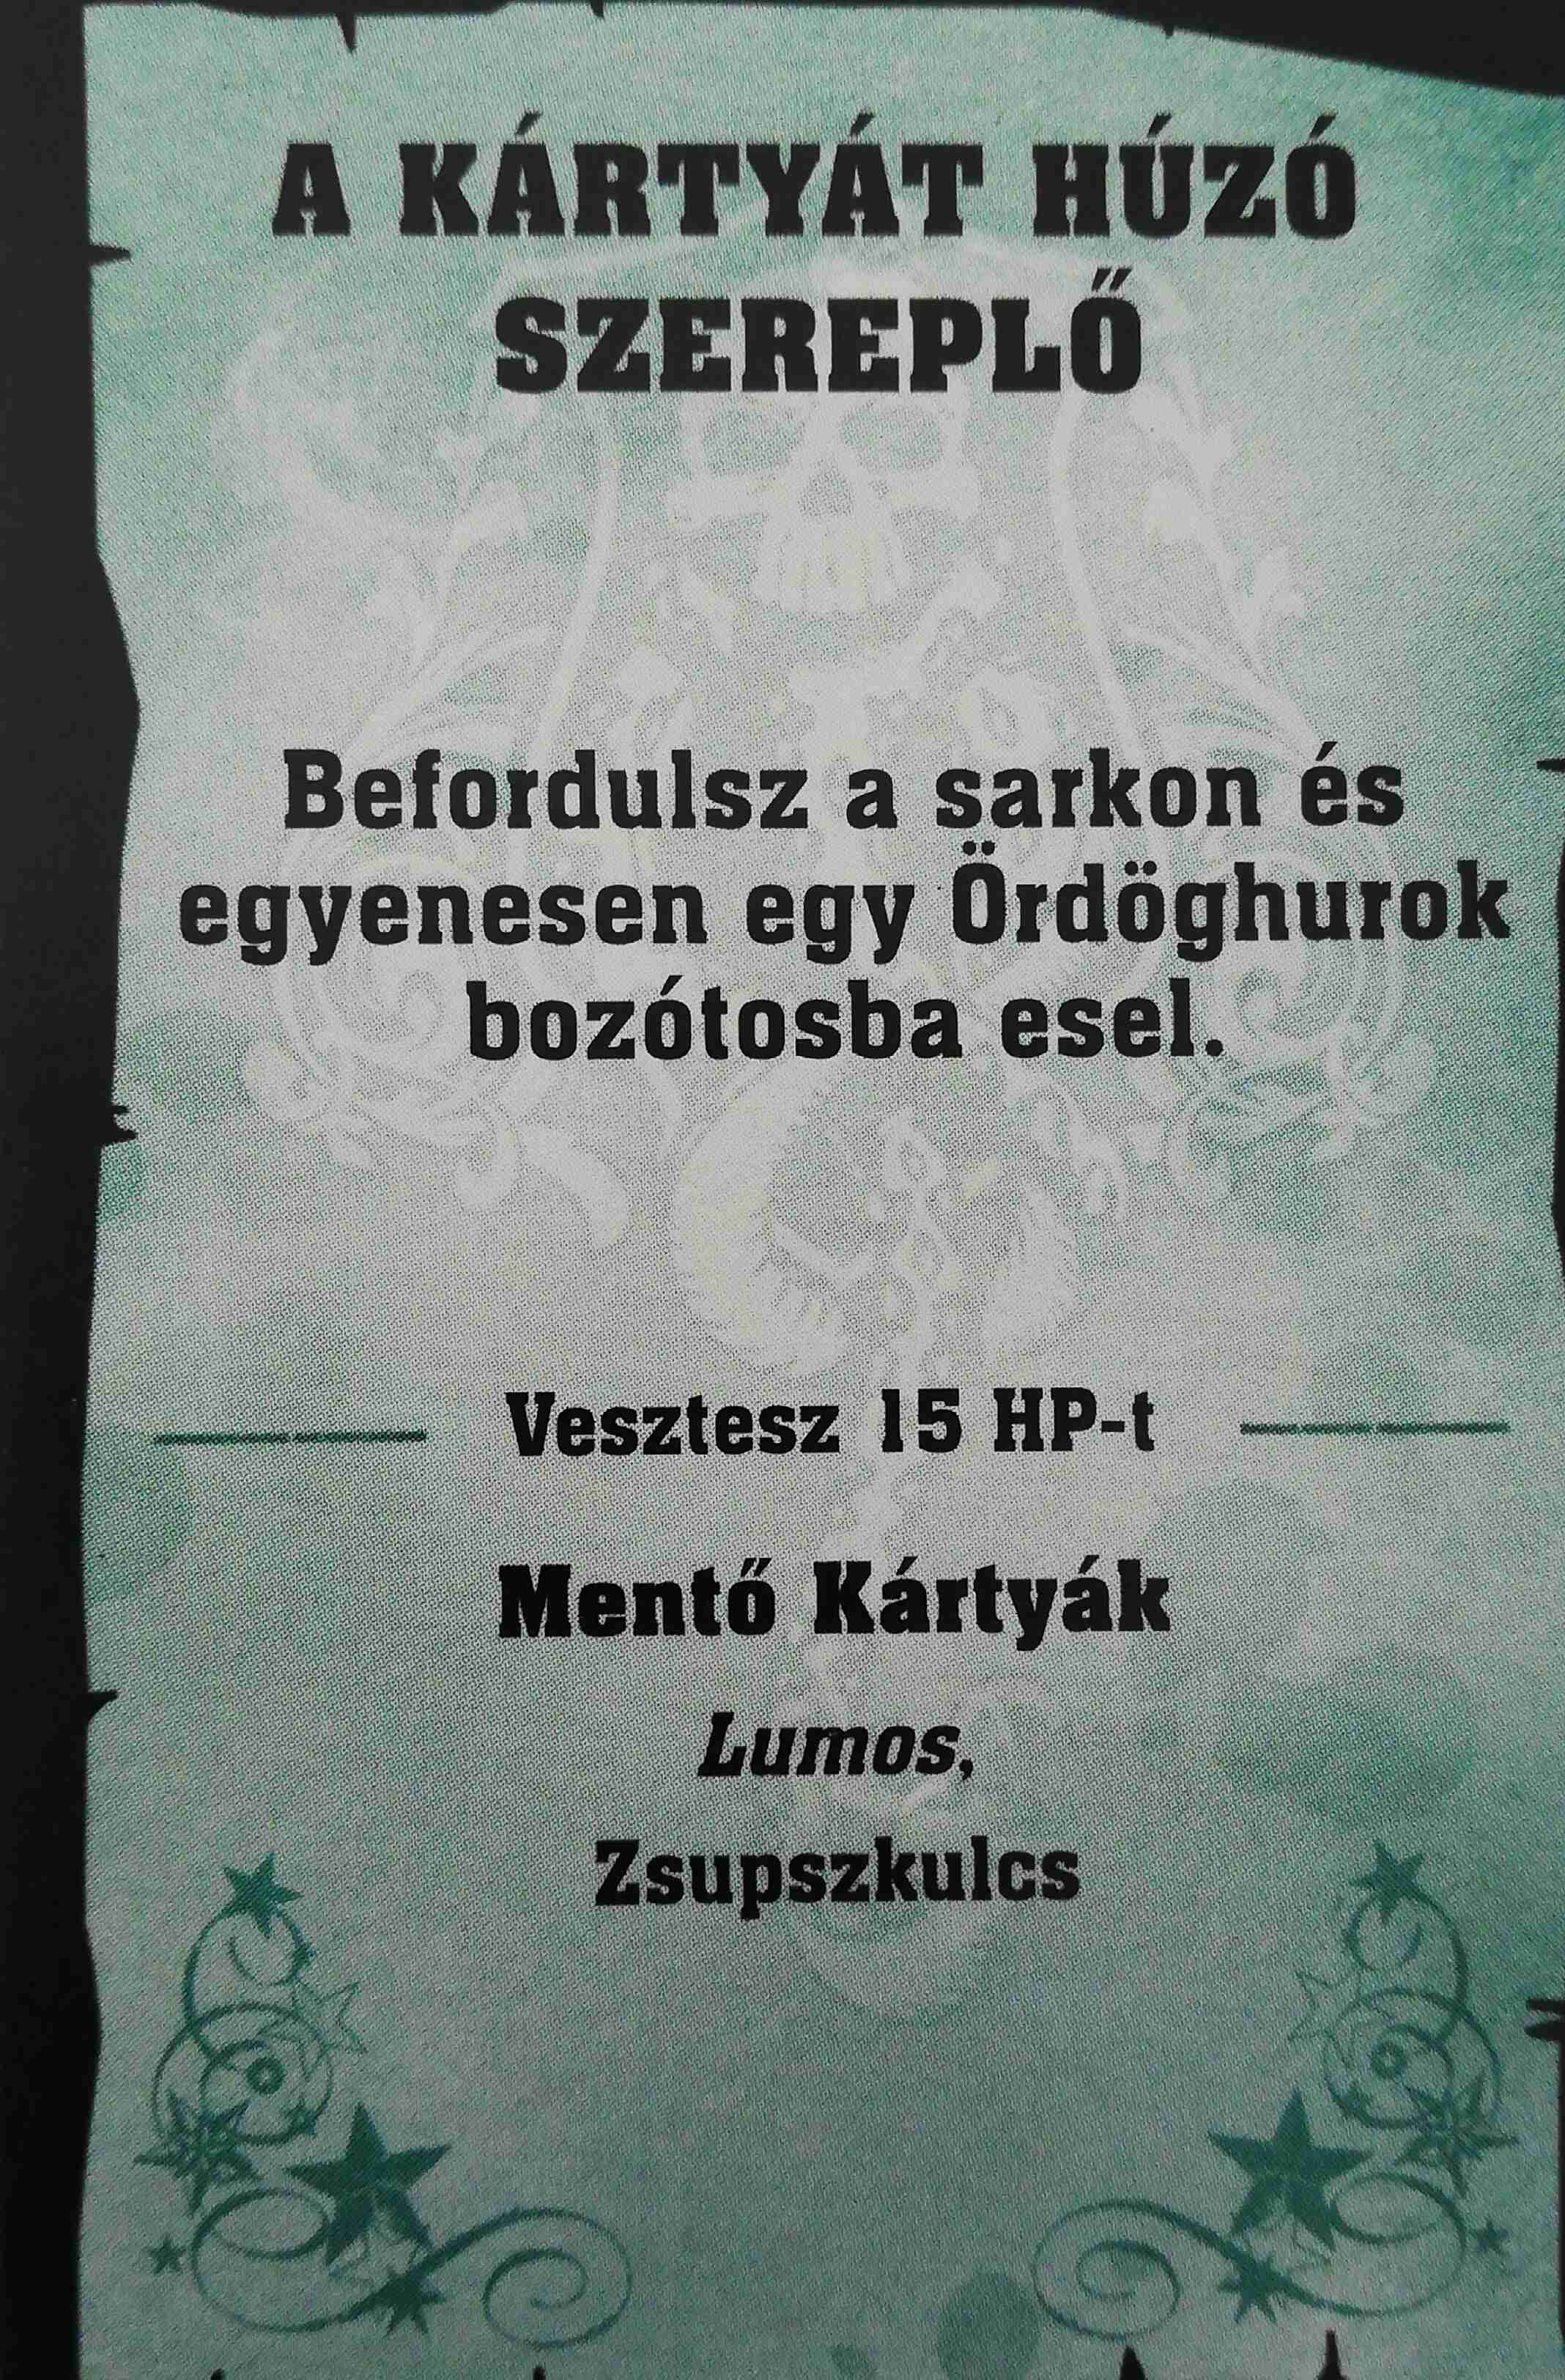 A KÁRTYÁT HÚZÓ
SZEREPLŐ
Befordulsz a sarkon és
egyenesen egy Ördöghurok
bozótosba esel.
Vesztesz 15 HP-t
Mentő Kártyák
Lumos,
Zsupszkulcs